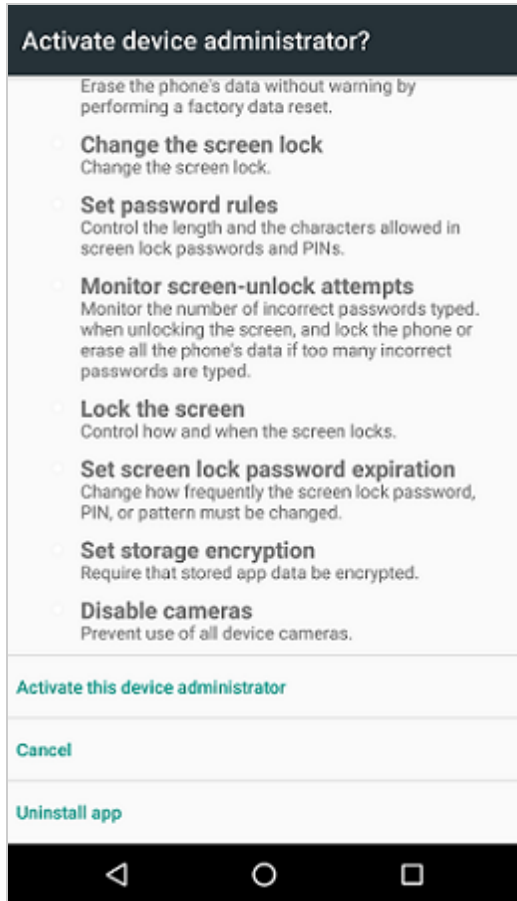 Activate device administrator?
Erase the phone's data without warning by
performing a factory data reset.
Change the screen lock
Change the screen lock.
Set password rules
Control the length and the characters allowed in
screen lock passwords and PINs.
Monitor screen-unlock attempts
Monitor the number of incorrect passwords typed.
when unlocking the screen, and lock the phone or
erase all the phone's data if too many incorrect
passwords are typed.
Lock the screen
Control how and when the screen locks.
Set screen lock password expiration
Change how frequently the screen lock password,
PIN, or pattern must be changed.
Set storage encryption
Require that stored app data be encrypted.
Disable cameras
Prevent use of all device cameras.
Activate this device administrator
Cancel
Uninstall app